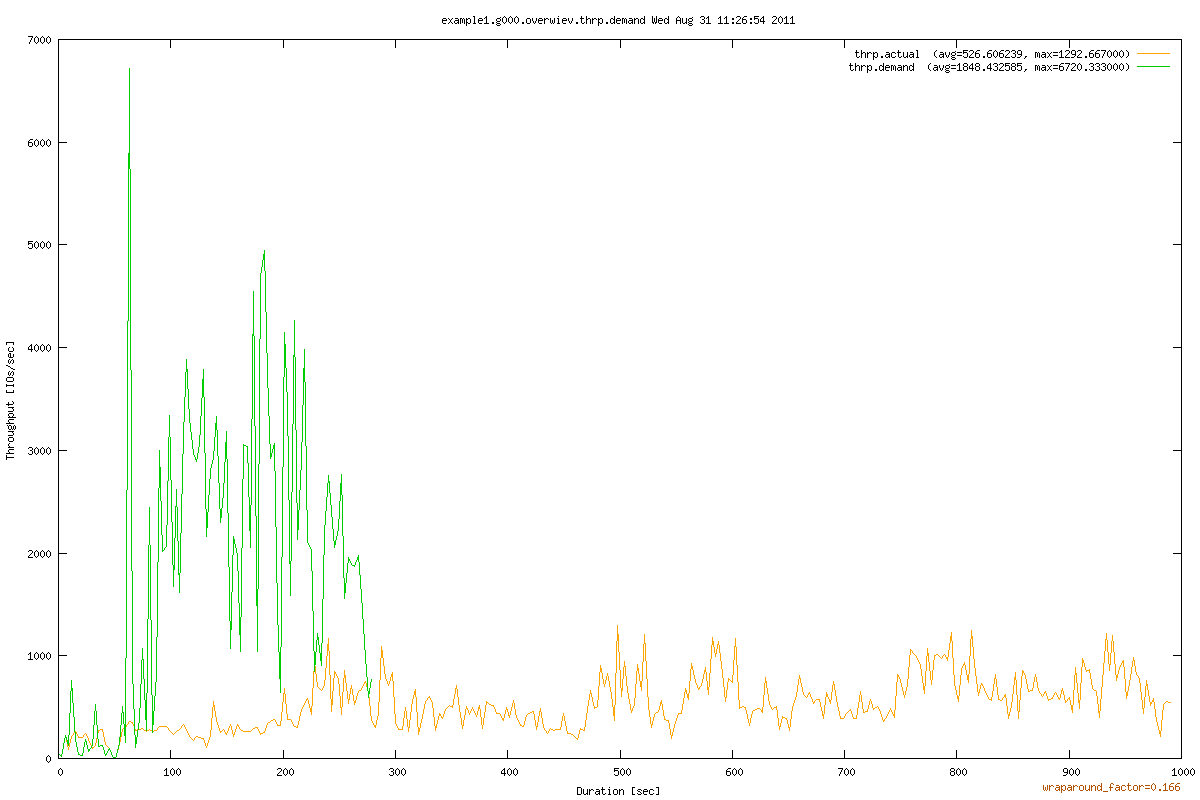 example1.g000.overwiev.thrp.demand Wed Aug 31 11:26:54 2011
thrp.actual (avg=526.606239, max=1292.667000)
thrp.demand (avg=1848.432585, max=6720.333000)
7000
6000
5000
4000
3000
2000
1000
0
Throughput [IOs/sec]
0 100 200 300 400 500 600 700 800 900 1000
Duration [sec]
wraparound_factor=0.166